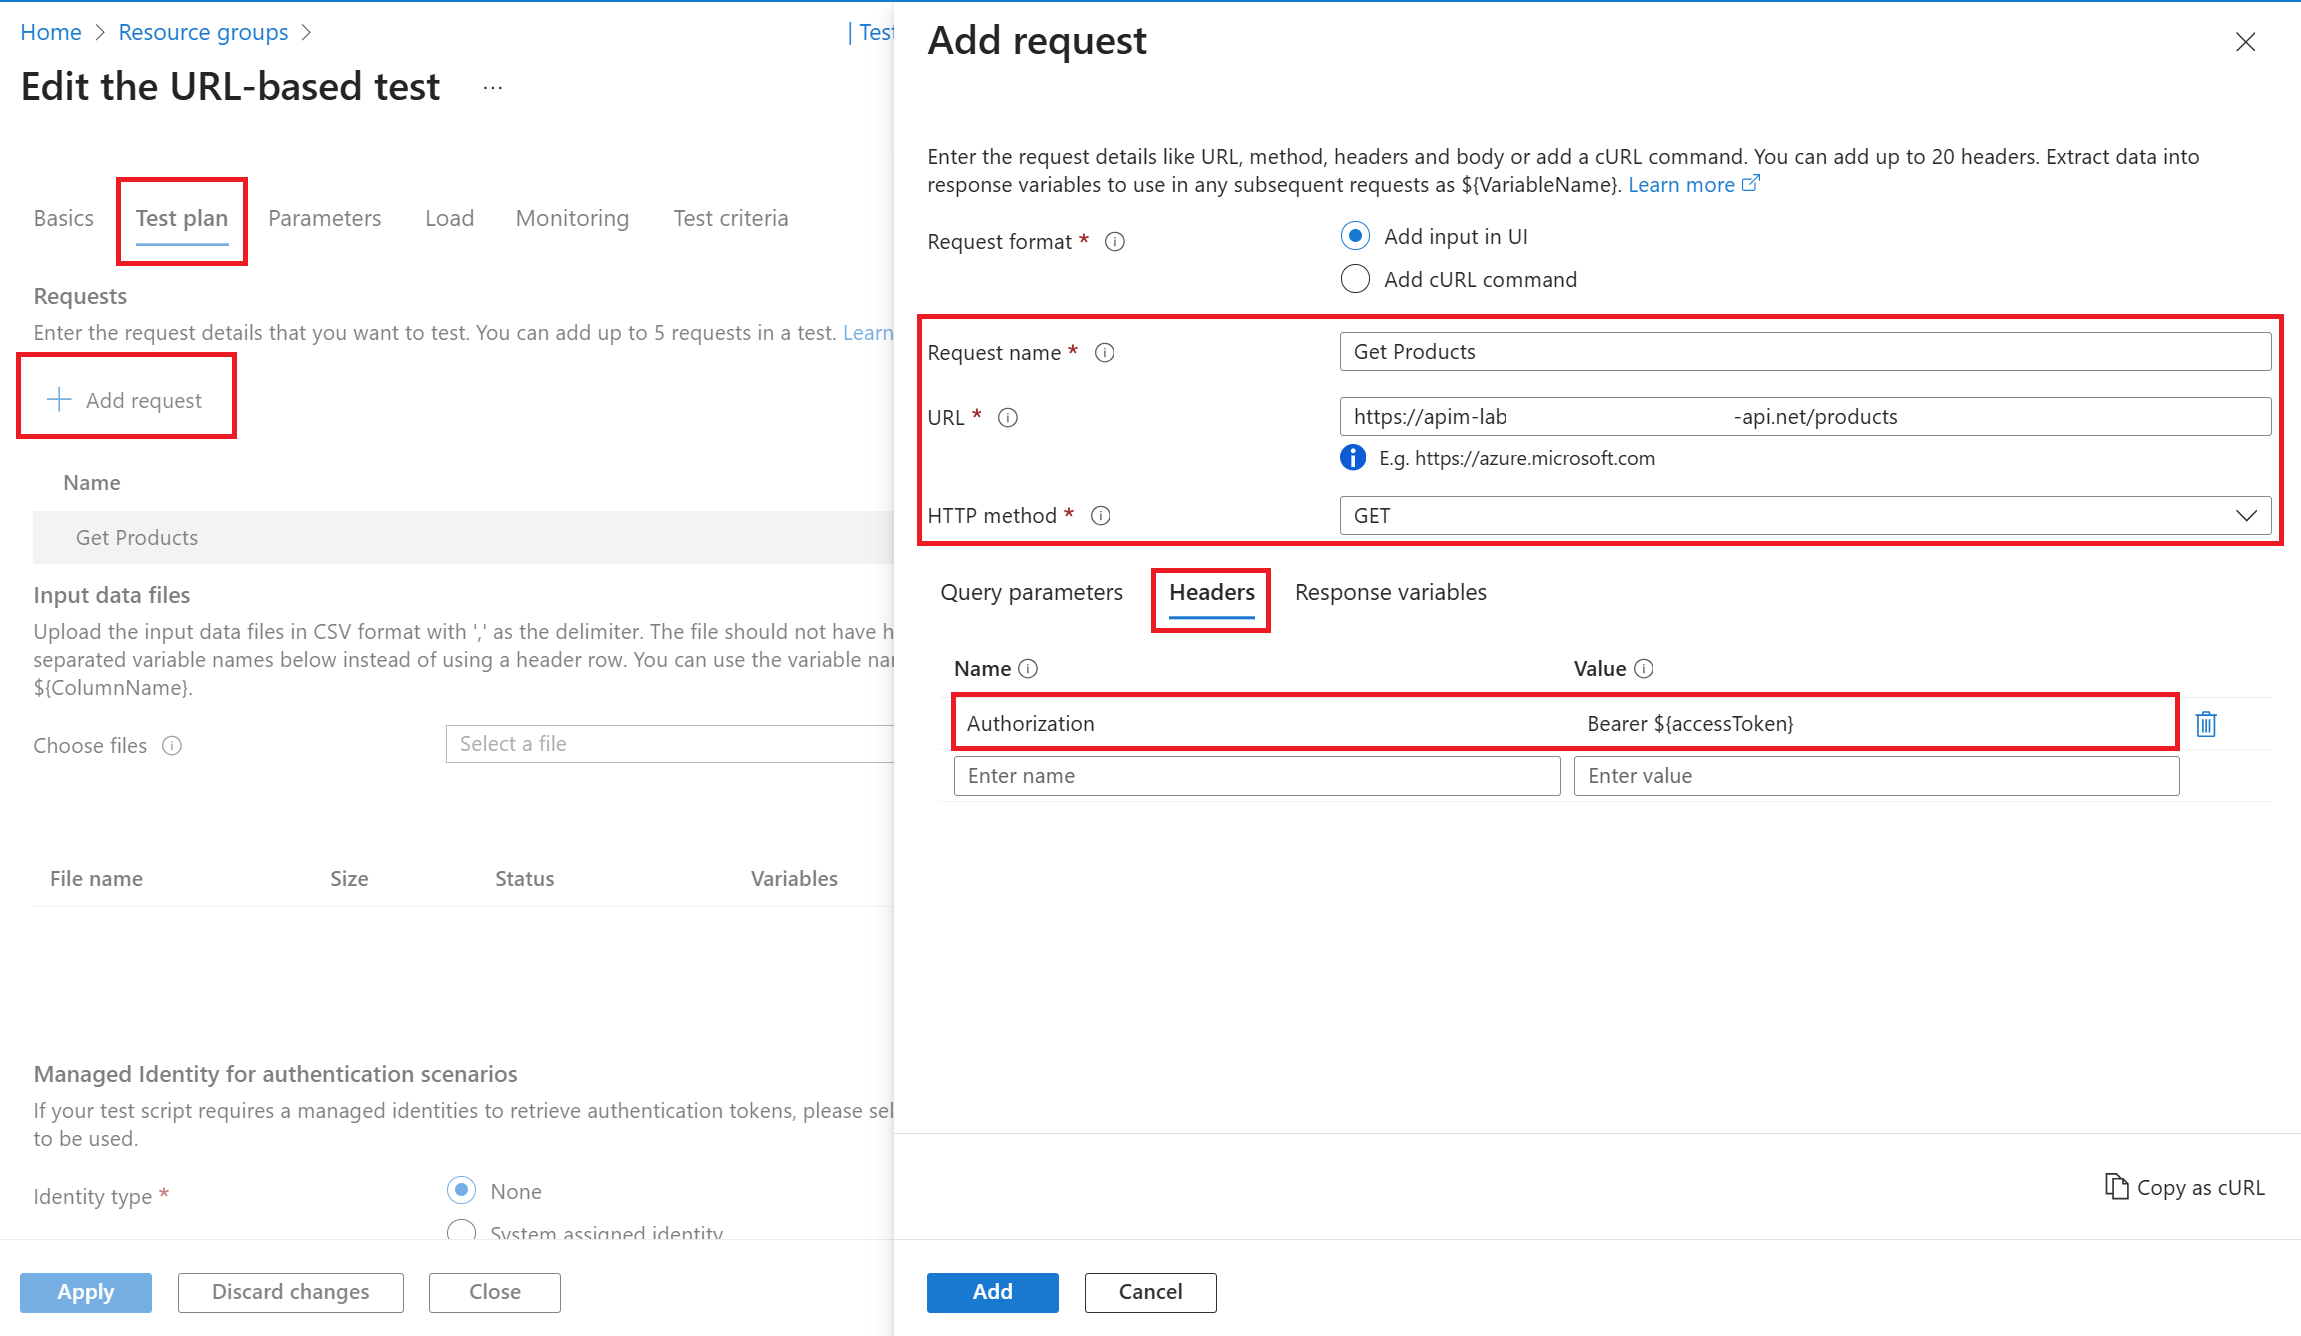 Home > Resource groups >
| Test
Edit the URL-based test ...
Basics
Test plan
Parameters
Load
Monitoring
Test criteria
Requests
Enter the request details that you want to test. You can add up to 5 requests in a test. Learn
Add request
Name
Get Products
Input data files
Upload the input data files in CSV format with ',' as the delimiter. The file should not have h
separated variable names below instead of using a header row. You can use the variable nar
${ColumnName}.
Choose files
Select a file
File name
Size
Status
Variables
Managed Identity for authentication scenarios
If your test script requires a managed identities to retrieve authentication tokens, please sel
to be used.
Identity type *
None
System assigned identity
Apply
Discard changes
Close
Add request
Enter the request details like URL, method, headers and body or add a cURL command. You can add up to 20 headers. Extract data into
response variables to use in any subsequent requests as ${VariableName}. Learn more
Request format *
Add input in UI
Add cURL command
Request name *
Get Products
URL *
https://apim-lab -api.net/products
E.g. https://azure.microsoft.com
HTTP method *
GET
Query parameters
Headers
Response variables
Name
Value
Authorization
Bearer ${accessToken}
Enter name
Enter value
Copy as cURL
Add
Cancel